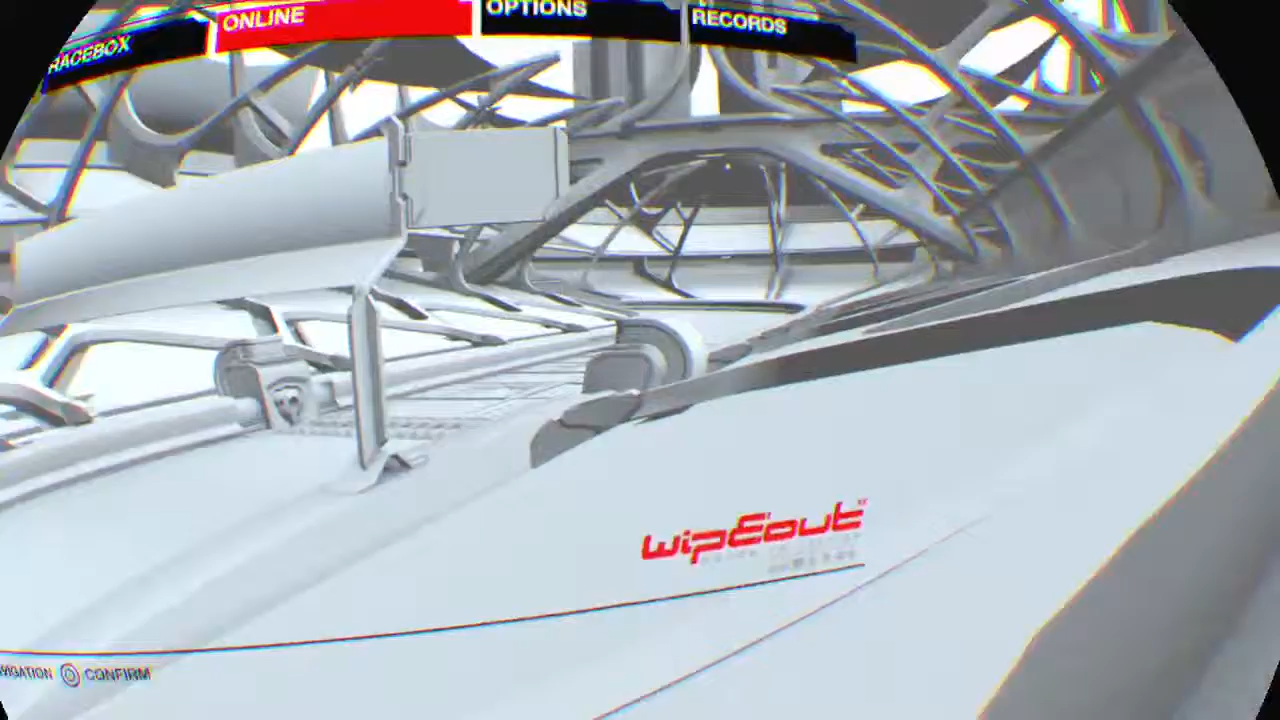 RACEBOX
ONLINE
OPTIONS
RECORDS
wipEout
CONFIRM